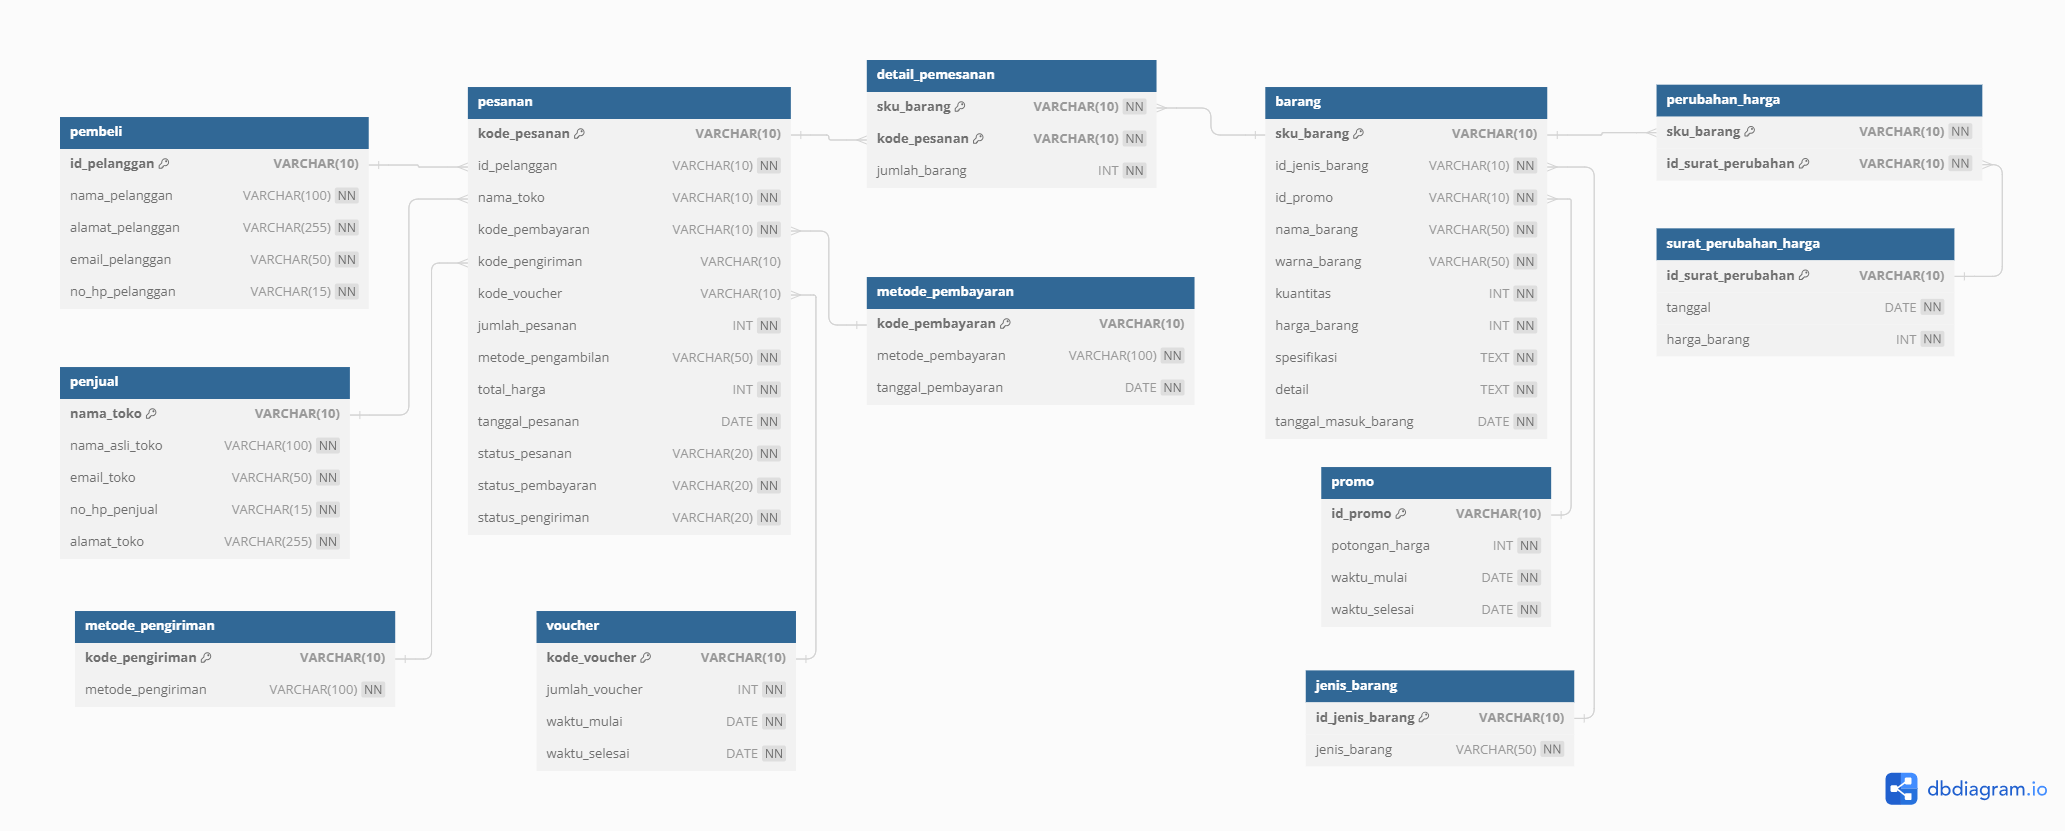 pembeli
id_pelanggan VARCHAR(10)
nama_pelanggan VARCHAR(100) NN
alamat_pelanggan VARCHAR(255) NN
email_pelanggan VARCHAR(50) NN
no_hp_pelanggan VARCHAR(15) NN
penjual
nama_toko VARCHAR(10)
nama_asli_toko VARCHAR(100) NN
email_toko VARCHAR(50) NN
no_hp_penjual VARCHAR(15) NN
alamat_toko VARCHAR(255) NN
metode_pengiriman
kode_pengiriman VARCHAR(10)
metode_pengiriman VARCHAR(100) NN
pesanan
kode_pesanan VARCHAR(10)
id_pelanggan VARCHAR(10) NN
nama_toko VARCHAR(10) NN
kode_pembayaran VARCHAR(10) NN
kode_pengiriman VARCHAR(10)
kode_voucher VARCHAR(10)
jumlah_pesanan INT NN
metode_pengambilan VARCHAR(50) NN
total_harga INT NN
tanggal_pesanan DATE NN
status_pesanan VARCHAR(20) NN
status_pembayaran VARCHAR(20) NN
status_pengiriman VARCHAR(20) NN
voucher
kode_voucher VARCHAR(10)
jumlah_voucher INT NN
waktu_mulai DATE NN
waktu_selesai DATE NN
detail_pemesanan
sku_barang VARCHAR(10) NN
kode_pesanan VARCHAR(10) NN
jumlah_barang INT NN
metode_pembayaran
kode_pembayaran VARCHAR(10)
metode_pembayaran VARCHAR(100) NN
tanggal_pembayaran DATE NN
barang
sku_barang VARCHAR(10)
id_jenis_barang VARCHAR(10) NN
id_promo VARCHAR(10) NN
nama_barang VARCHAR(50) NN
warna_barang VARCHAR(50) NN
kuantitas INT NN
harga_barang INT NN
spesifikasi TEXT NN
detail TEXT NN
tanggal_masuk_barang DATE NN
promo
id_promo VARCHAR(10)
potongan_harga INT NN
waktu_mulai DATE NN
waktu_selesai DATE NN
jenis_barang
id_jenis_barang VARCHAR(10)
jenis_barang VARCHAR(50) NN
perubahan_harga
sku_barang VARCHAR(10) NN
id_surat_perubahan VARCHAR(10) NN
surat_perubahan_harga
id_surat_perubahan VARCHAR(10)
tanggal DATE NN
harga_barang INT NN
dbdiagram.io